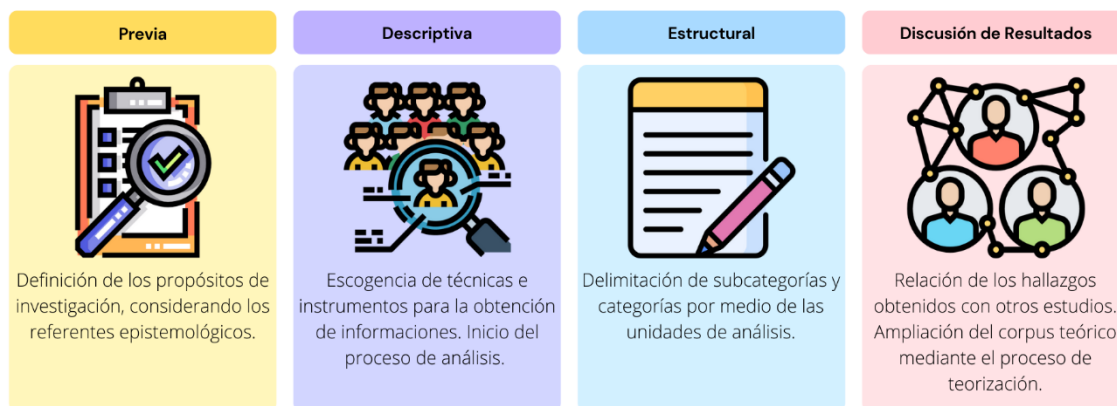 Previa
Definición de los propósitos de
investigación, considerando los
referentes epistemológicos.
Descriptiva
Escogencia de técnicas e
instrumentos para la obtención
de informaciones. Inicio del
proceso de análisis.
Estructural
Delimitación de subcategorías y
categorías por medio de las
unidades de análisis.
Discusión de Resultados
Relación de los hallazgos
obtenidos con otros estudios.
Ampliación del corpus teórico
mediante el proceso de
teorización.